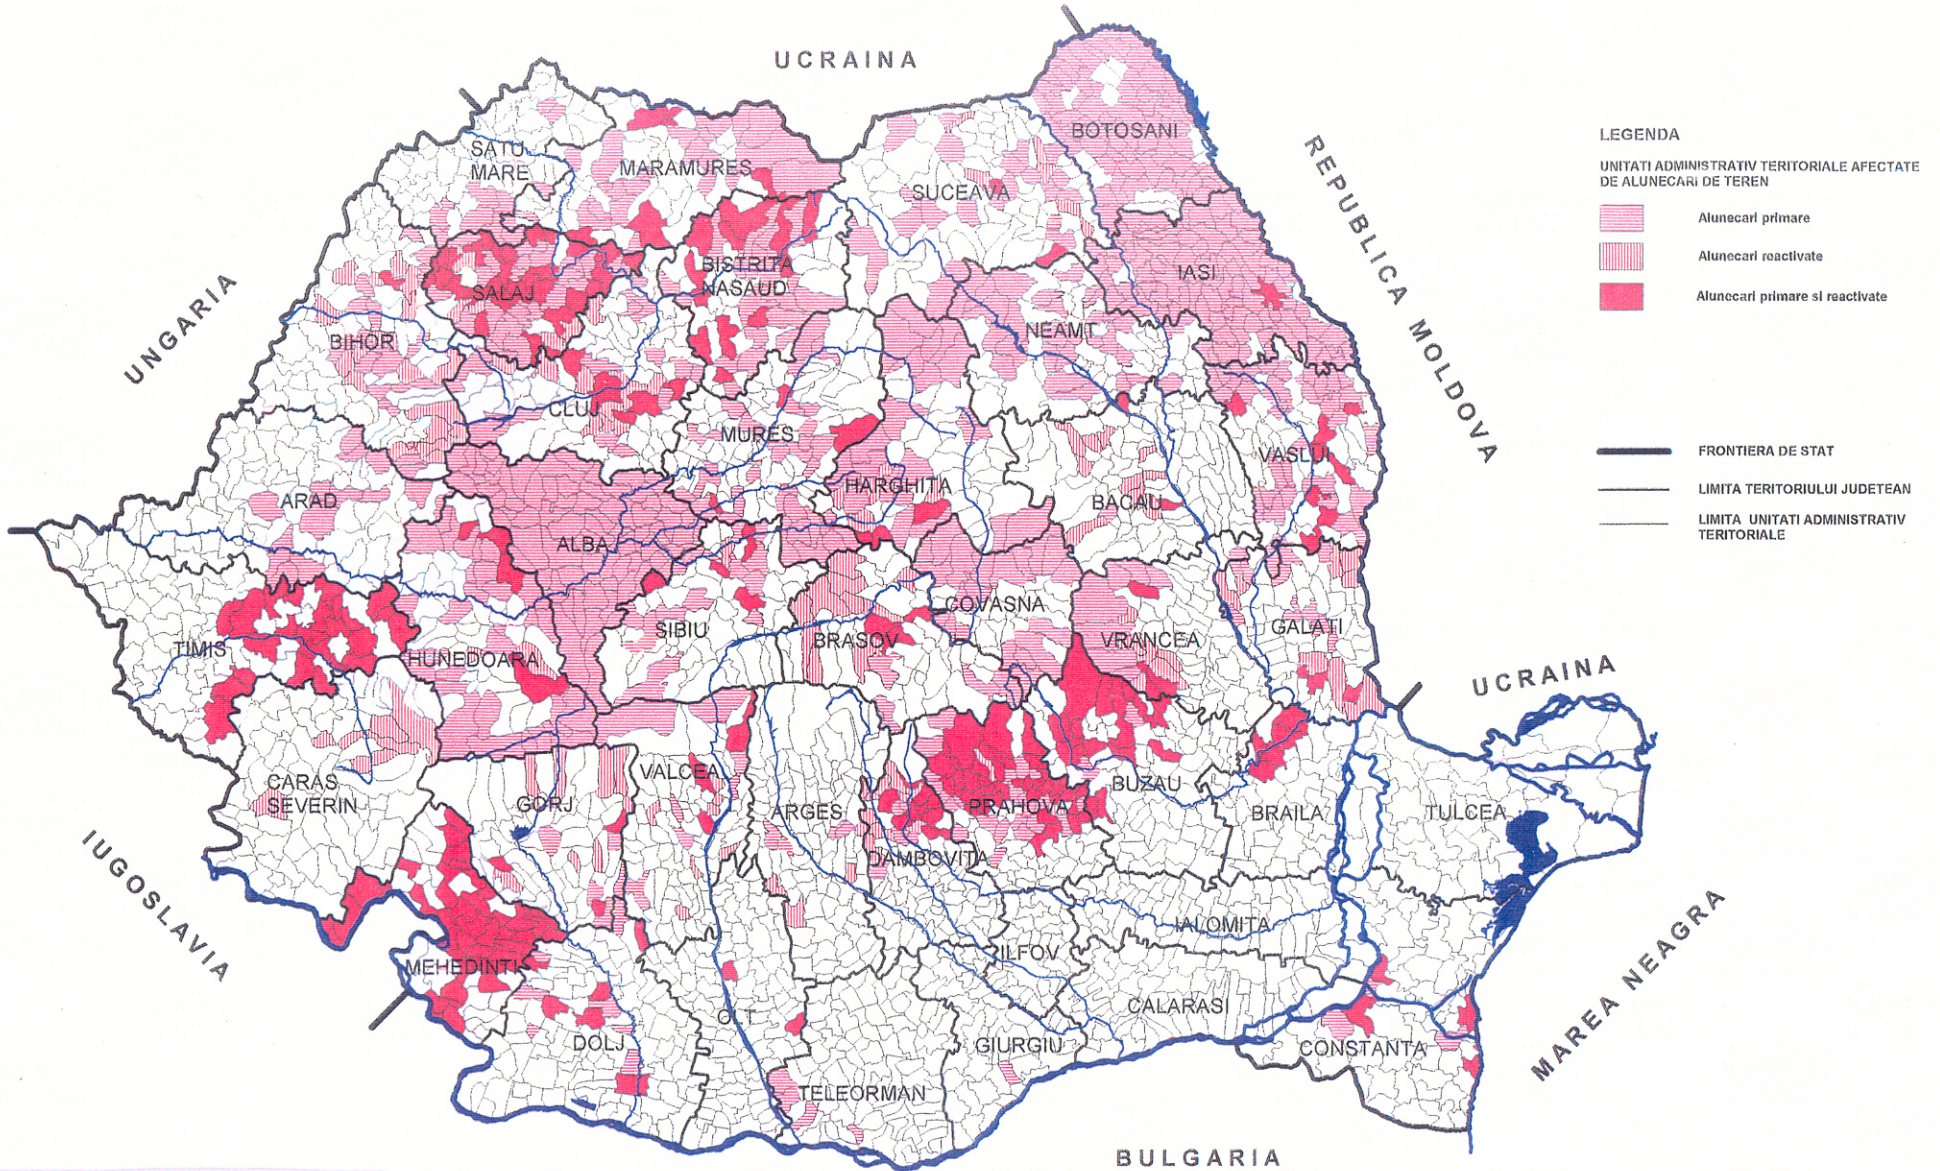 UCRAINA
BOTOSANI
SATU
MARE
MARAMURES
SUCEAVA
REPUBLICA MOLDOVA
LEGENDA
UNITATI ADMINISTRATIV TERITORIALE AFECTATE
DE ALUNECARI DE TEREN
Alunecari primare
Alunecari reactivate
Alunecari primare si reactivate
FRONTIERA DE STAT
LIMITA TERITORIULUI JUDETEAN
LIMITA UNITATI ADMINISTRATIV
TERITORIALE
UNGARIA
SALAJ
BISTRITA
NASAUD
IASI
BIHOR
NEAMT
CLUJ
MURES
VASLUI
ARAD
HARGHITA
BACAU
ALBA
TIMIS
HUNEDOARA
SIBIU
BRASOV
COVASNA
VRANCEA
GALATI
UCRAINA
CARAS
SEVERIN
GORJ
VALCEA
ARGES
PRAHOVA
BUZAU
BRAILA
TULCEA
DAMBOVITA
IUGOSLAVIA
MEHEDINTI
IALOMITA
ILFOV
CALARASI
MAREA NEAGRA
DOLJ
OLT
GIURGIU
CONSTANTA
TELEORMAN
BULGARIA